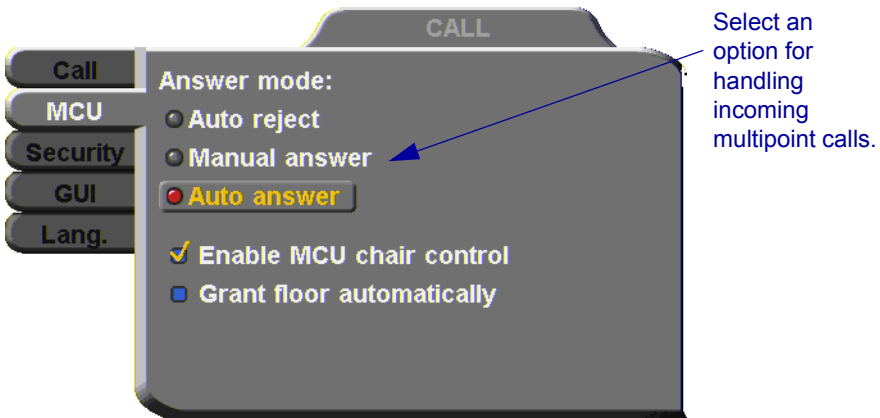 CALL
Call
MCU
Security
GUI
Lang.
Answer mode:
Auto reject
Manual answer
Auto answer
Enable MCU chair control
Grant floor automatically
Select an
option for
handling
incoming
multipoint calls.